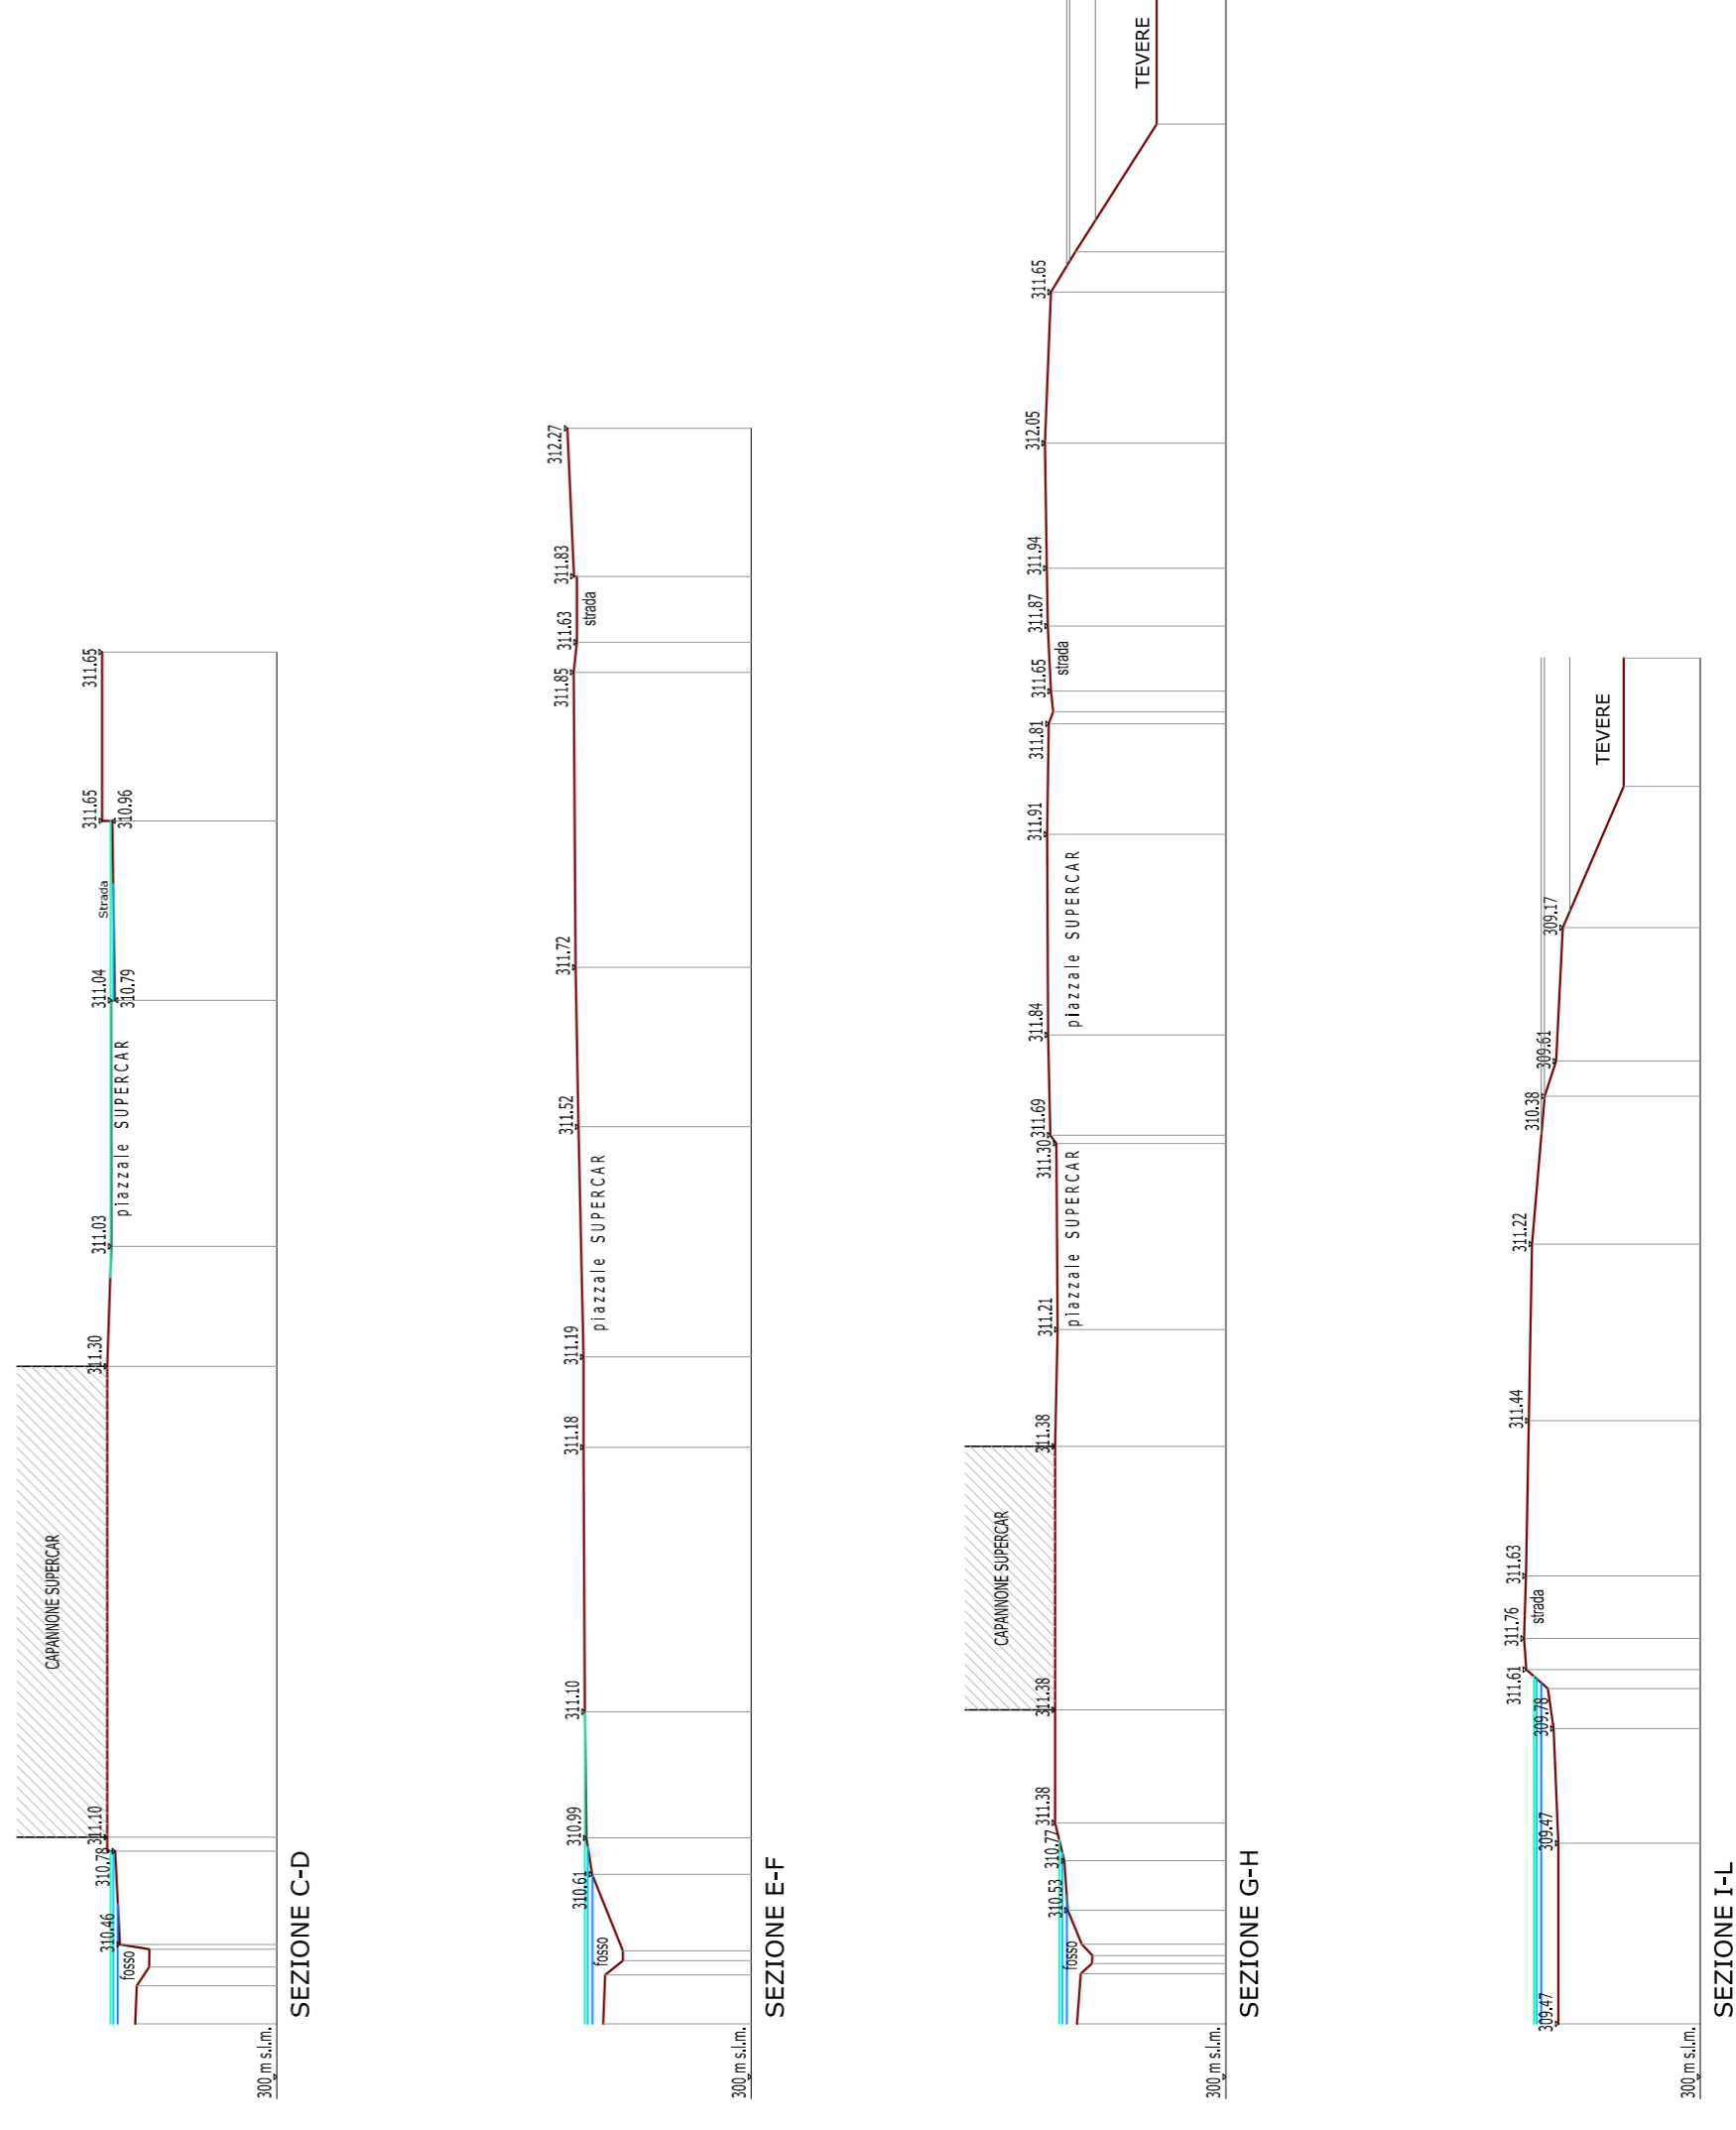 CAPANNONE SUPERCAR
310.46
310.78
311.10
311.30
311.03
311.04
310.79
311.65
310.96
311.65
fosso
piazzale SUPERCAR
Strada
300 m s.l.m.
SEZIONE C-D
310.61
310.99
311.10
311.18
311.19
311.52
311.72
311.85
311.63
311.83
312.27
fosso
piazzale SUPERCAR
strada
300 m s.l.m.
SEZIONE E-F
CAPANNONE SUPERCAR
310.53
310.77
311.38
311.38
311.38
311.21
311.30
311.69
311.84
311.91
311.81
311.65
311.87
311.94
312.05
311.65
fosso
piazzale SUPERCAR
piazzale SUPERCAR
strada
TEVERE
300 m s.l.m.
SEZIONE G-H
309.47
309.47
309.78
311.61
311.76
311.63
311.44
311.22
310.38
309.61
309.17
strada
TEVERE
300 m s.l.m.
SEZIONE I-L